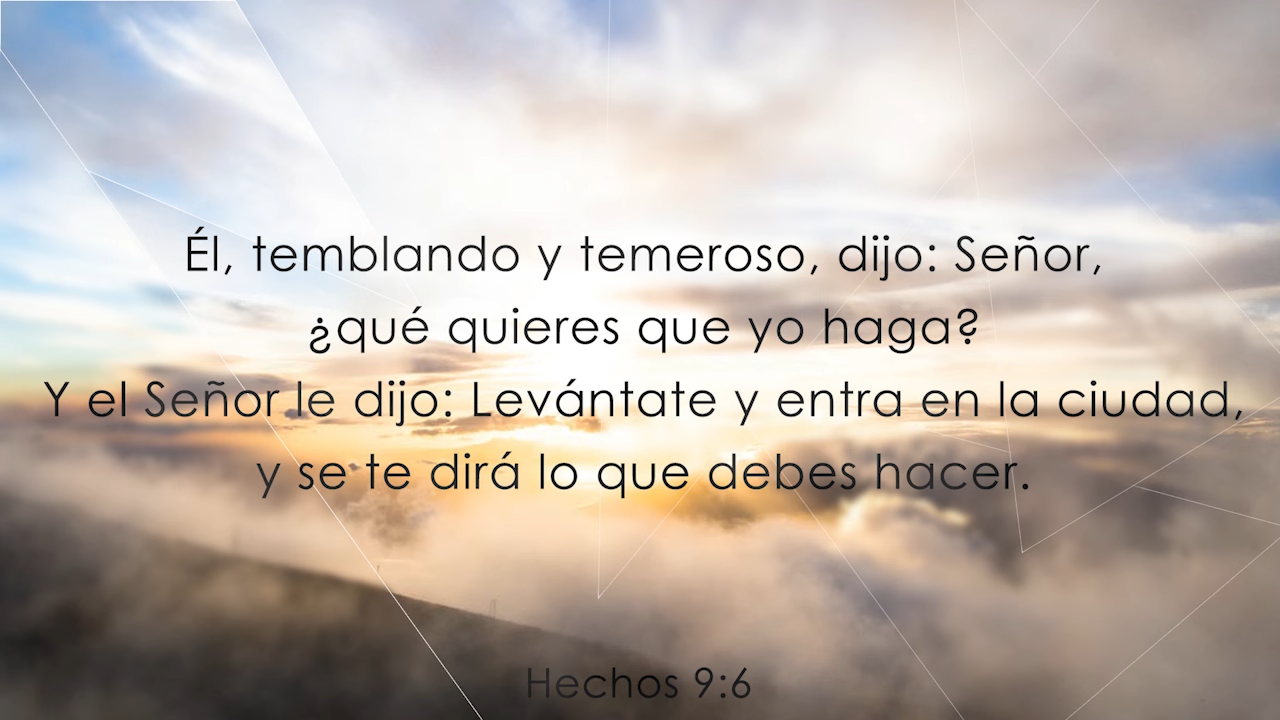 Él, temblando y temeroso, dijo: Señor,
¿qué quieres que yo haga?
Y el Señor le dijo: Levántate y entra en la ciudad,
y se te dirá lo que debes hacer.
Hechos 9:6